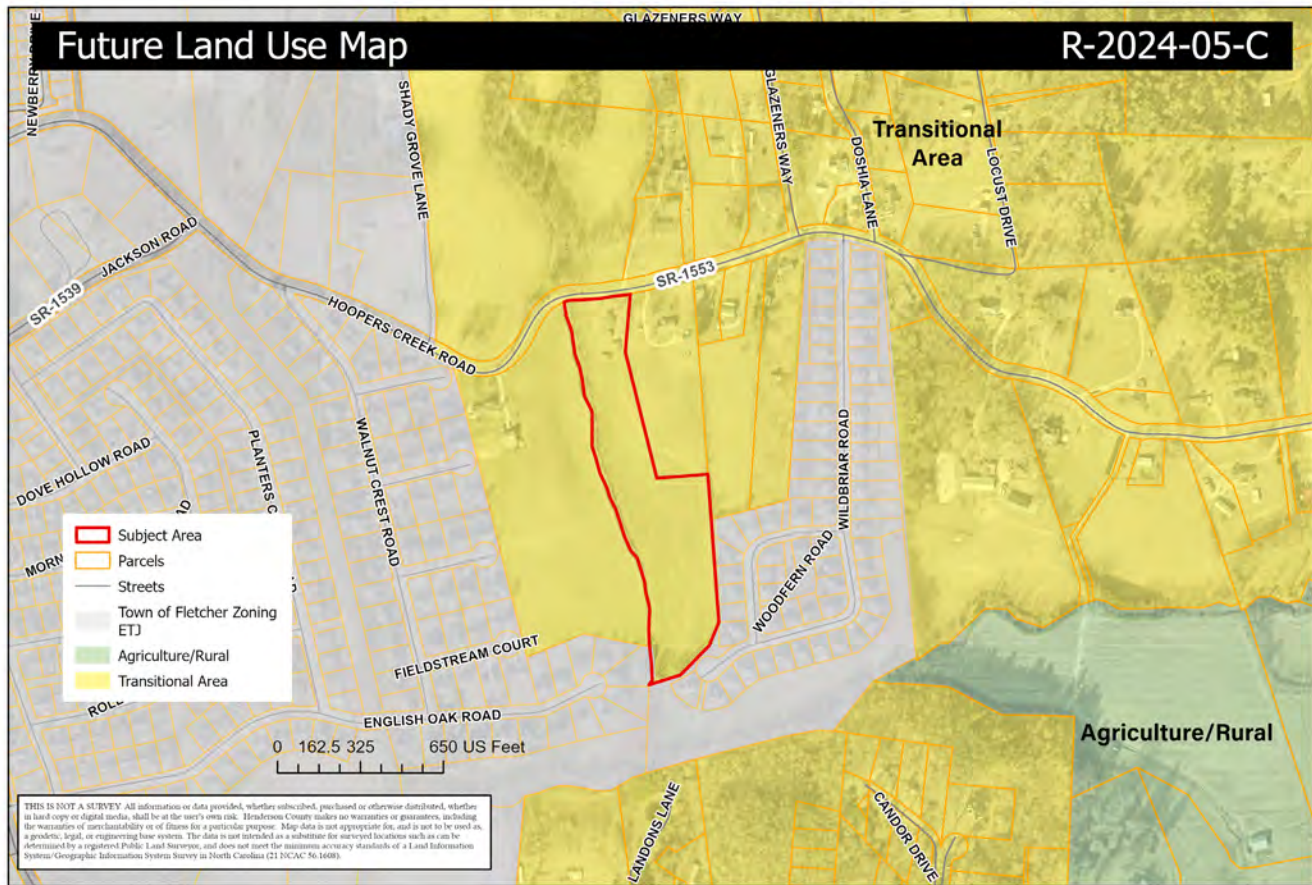 GLAZENERS WAY
Future Land Use Map
R-2024-05-C
NEWBERRY DRIVE
SHADY GROVE LANE
GLAZENERS WAY
DOSHIA LANE
LOCUST DRIVE
Transitional
Area
JACKSON ROAD
SR-1539
SR-1553
HOOPERS CREEK ROAD
DOVE HOLLOW ROAD
PLANTERS C
WALNUT CREST ROAD
WILDBRIAR ROAD
WOODFERN ROAD
MORN
AD
G
Subject Area
Parcels
Streets
Town of Fletcher Zoning
ETJ
Agriculture/Rural
Transitional Area
FIELDSTREAM COURT
ROL
ENGLISH OAK ROAD
0 162.5 325 650 US Feet
Agriculture/Rural
LANDONS LANE
CANDOR DRIVE
THIS IS NOT A SURVEY. All information or data provided, whether subscribed, purchased or otherwise distributed, whether
in hard copy or digital media, shall be at the user's own risk. Henderson County makes no warranties or guarantees, including
the warranties of merchantability or of fitness for a particular purpose. Map data is not appropriate for, and is not to be used as,
a geodetic, legal, or engineering base system. The data is not intended as a substitute for surveyed locations such as can be
determined by a registered Public Land Surveyor, and does not meet the minimum accuracy standards of a Land Information
System/Geographic Information System Survey in North Carolina (21 NCAC 56.1608).